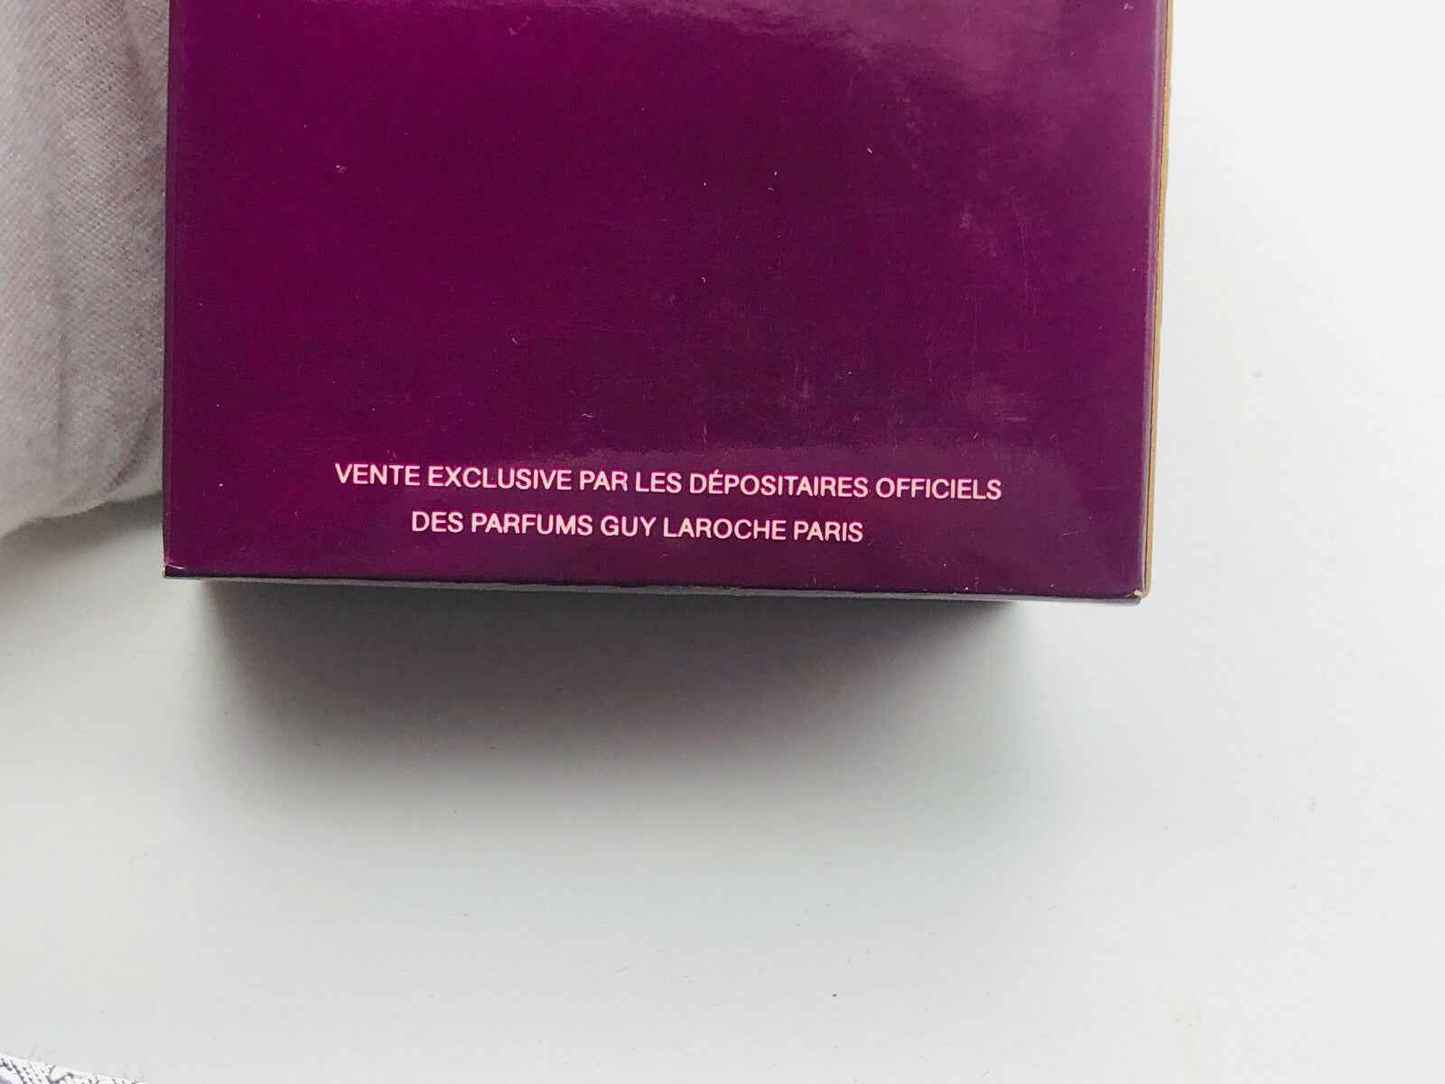 VENTE EXCLUSIVE PAR LES DÉPOSITAIRES OFFICIELS
DES PARFUMS GUY LAROCHE PARIS